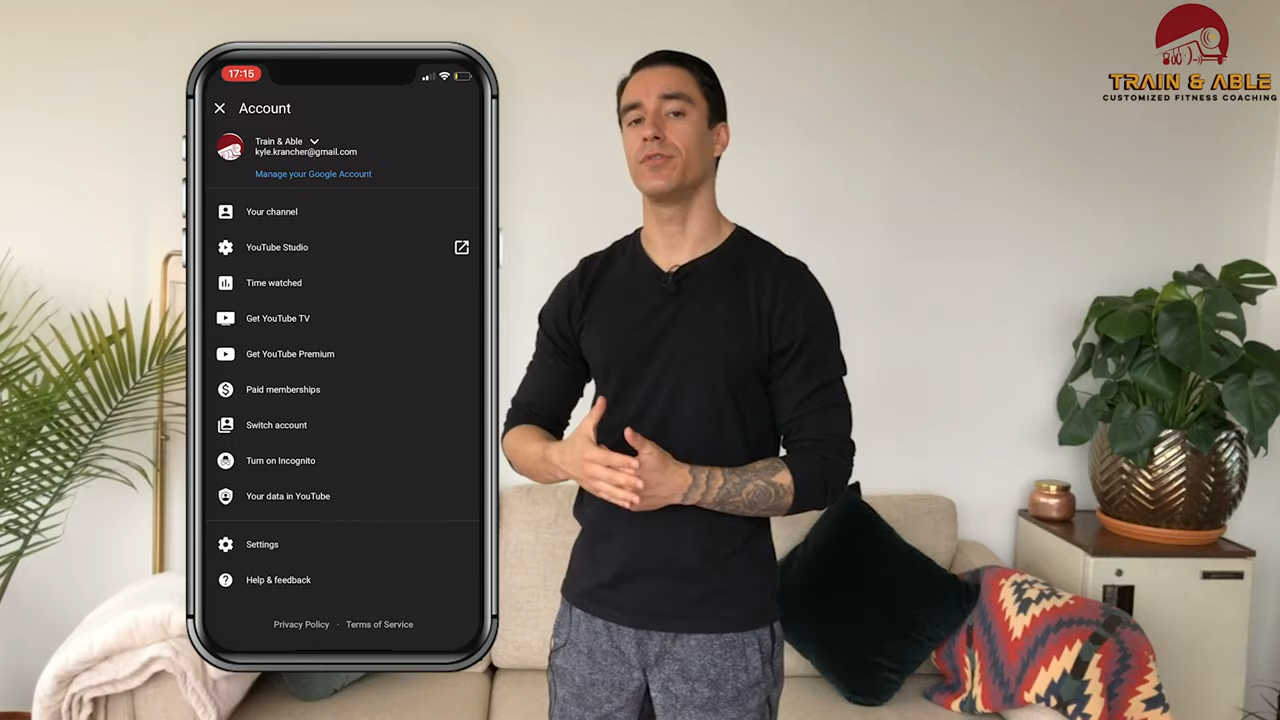 17:15
Account
Train & Able
kyle.krancher@gmail.com
Manage your Google Account
Your channel
YouTube Studio
Time watched
Get YouTube TV
Get YouTube Premium
Paid memberships
Switch account
Turn on Incognito
Your data in YouTube
Settings
Help & feedback
Privacy Policy · Terms of Service
TRAIN & ABLE
CUSTOMIZED FITNESS COACHING